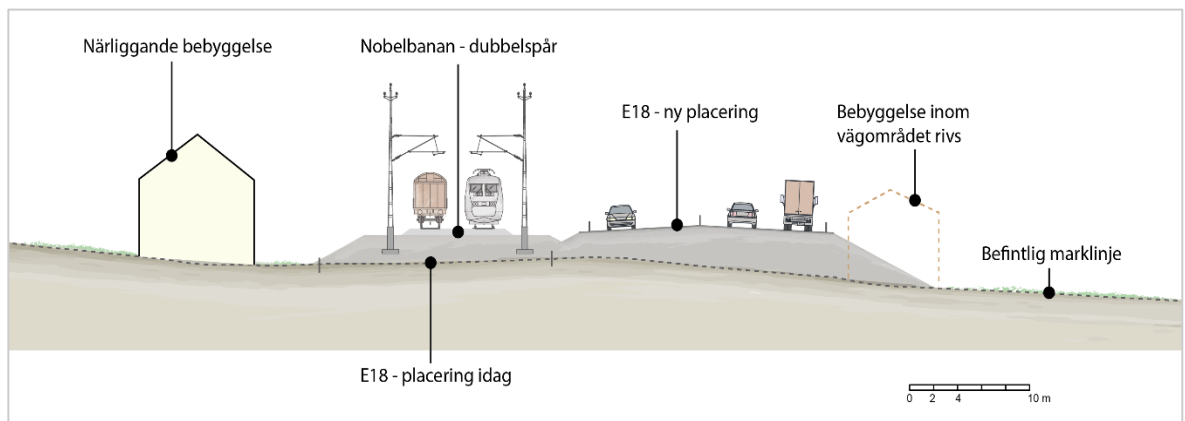 Närliggande bebyggelse
Nobelbanan - dubbelspår
E18 - ny placering
Bebyggelse inom
vägområdet rivs
Befintlig marklinje
E18 - placering idag
0 2 4 10 m